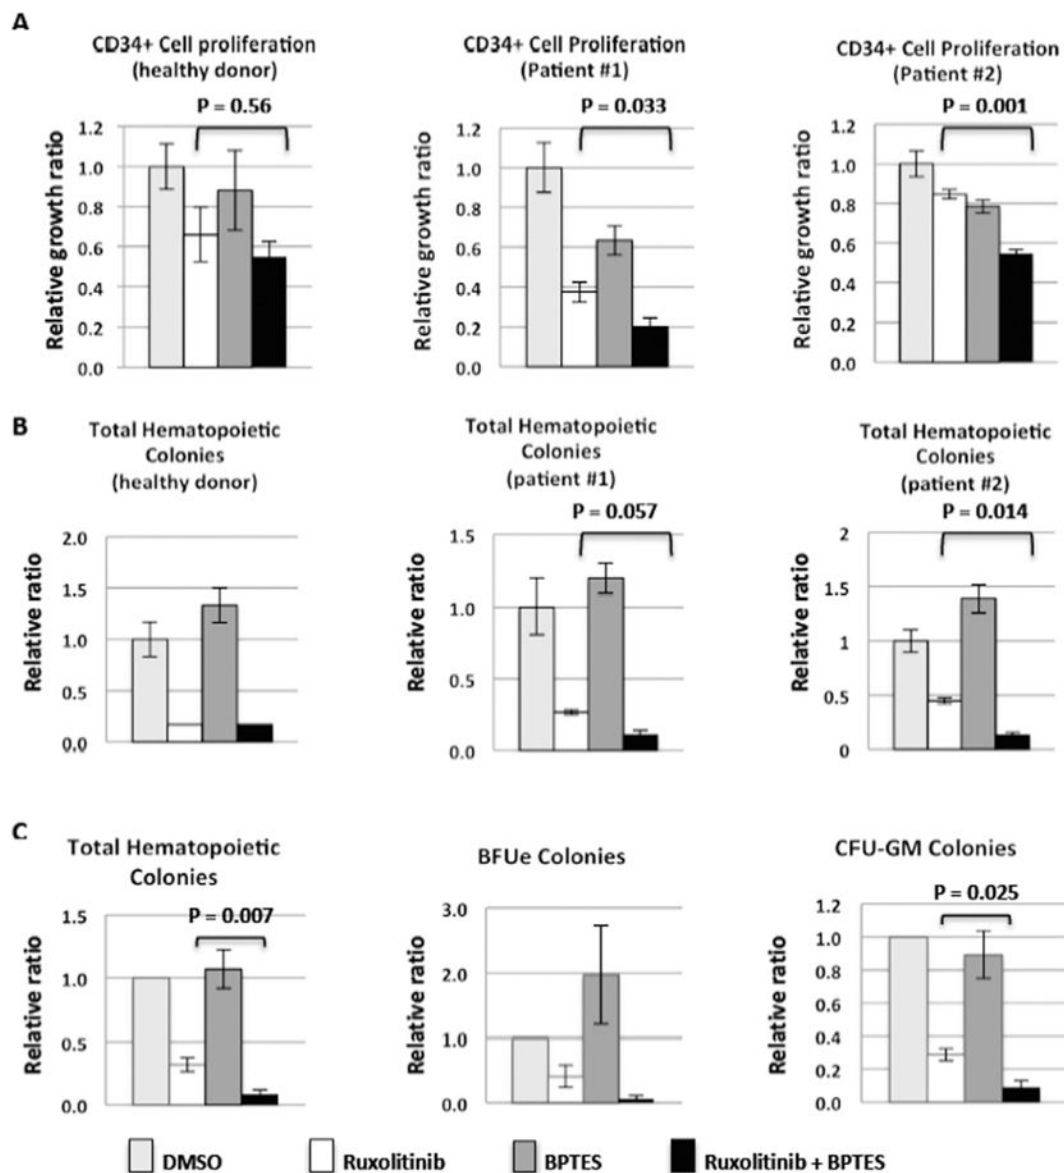 A
CD34+ Cell proliferation
(healthy donor)
P = 0.56
Relative growth ratio
1.2
1.0
0.8
0.6
0.4
0.2
0.0
CD34+ Cell Proliferation
(Patient #1)
P = 0.033
Relative growth ratio
1.2
1.0
0.8
0.6
0.4
0.2
0.0
CD34+ Cell Proliferation
(Patient #2)
P = 0.001
Relative growth ratio
1.2
1.0
0.8
0.6
0.4
0.2
0.0
B
Total Hematopoietic
Colonies
(healthy donor)
Relative ratio
2.0
1.5
1.0
0.5
0.0
Total Hematopoietic
Colonies
(patient #1)
P = 0.057
Relative ratio
1.5
1.0
0.5
0.0
Total Hematopoietic
Colonies
(patient #2)
P = 0.014
Relative ratio
2
1.5
1
0.5
0
C
Total Hematopoietic
Colonies
P = 0.007
Relative ratio
1.5
1.0
0.5
0.0
BFUe Colonies
Relative ratio
3.0
2.0
1.0
0.0
CFU-GM Colonies
P = 0.025
Relative ratio
1.2
1.0
0.8
0.6
0.4
0.2
0.0
DMSO
Ruxolitinib
BPTES
Ruxolitinib + BPTES